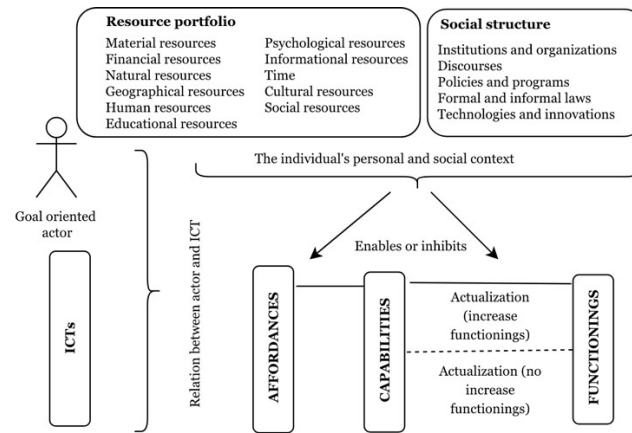 Resource portfolio
Material resources
Financial resources
Natural resources
Geographical resources
Human resources
Educational resources
Psychological resources
Informational resources
Time
Cultural resources
Social resources
Social structure
Institutions and organizations
Discourses
Policies and programs
Formal and informal laws
Technologies and innovations
The individual's personal and social context
Goal oriented
actor
ICTs
Relation between actor and ICT
Enables or inhibits
AFFORDANCES
CAPABILITIES
Actualization
(increase
functionings)
Actualization (no
increase
functionings)
FUNCTIONINGS